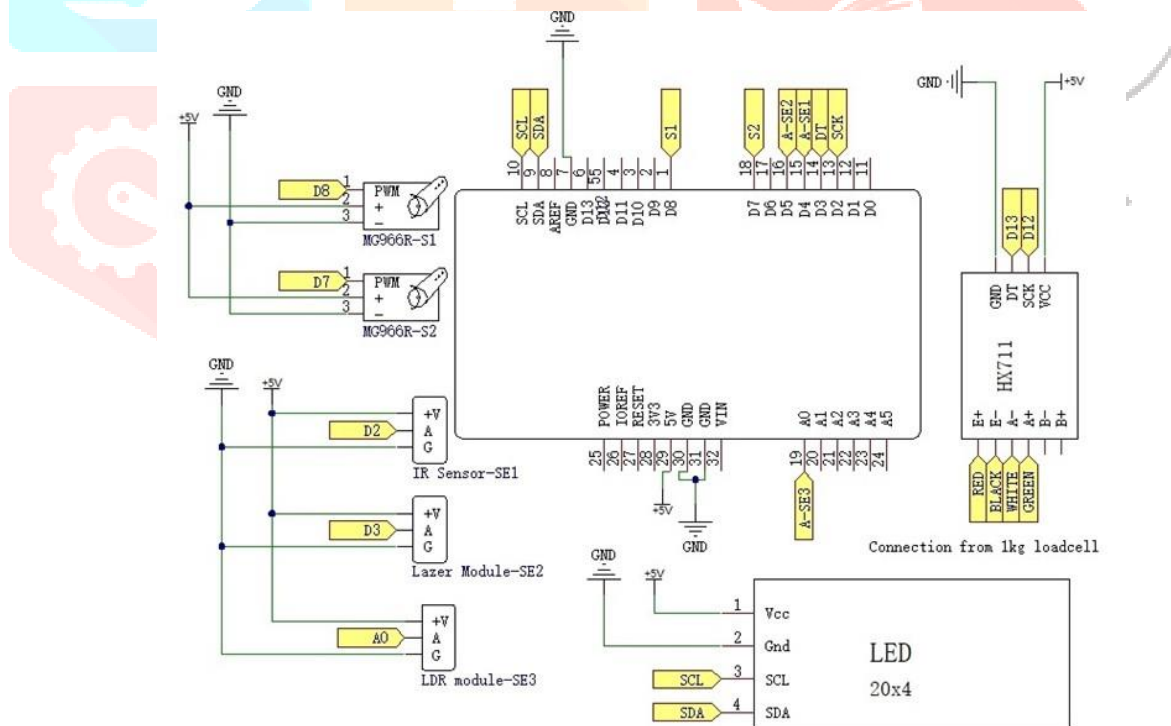 GND
GND
+5V
D8
1
2
3
PWM
+
−
MG966R-S1
D7
1
2
3
PWM
+
−
MG966R-S2
GND
+5V
D2
+V
A
G
IR Sensor-SE1
D3
+V
A
G
Lazer Module-SE2
A0
+V
A
G
LDR module-SE3
SCL
SDA
S1
S2
A-SE2
A-SE1
DT
SCK
10 9 8 7 6 5 4 3 2 1
18 17 16 15 14 13 12 11
SCL SDA AREF GND D13 D12 D11 D10 D9 D8
D7 D6 D5 D4 D3 D2 D1 D0
POWER IOREF RESET 3V3 5V GND GND VIN
A0 A1 A2 A3 A4 A5
25 26 27 28 29 30 31 32
19 20 21 22 23 24
+5V
GND
A-SE3
GND
+5V
D13
D12
GND DT SCK VCC
HX711
E+ E- A- A+ B- B+
RED
BLACK
WHITE
GREEN
Connection from 1kg loadcell
GND
+5V
1 Vcc
2 Gnd
SCL 3 SCL
SDA 4 SDA
LED
20x4